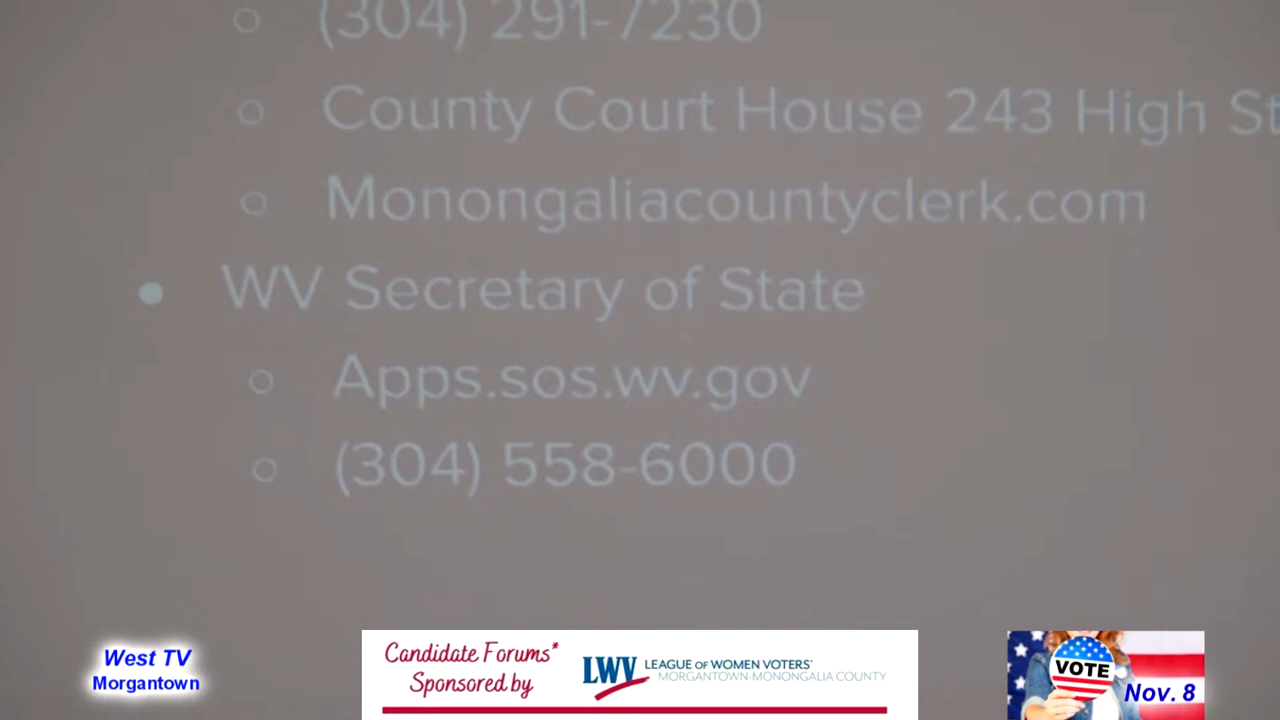 (304) 291-7230
County Court House 243 High St
Monongaliacountyclerk.com
WV Secretary of State
Apps.sos.wv.gov
(304) 558-6000
West TV
Morgantown
Candidate Forums*
Sponsored by
LWV LEAGUE OF WOMEN VOTERS®
MORGANTOWN-MONONGALIA COUNTY
VOTE
Nov. 8